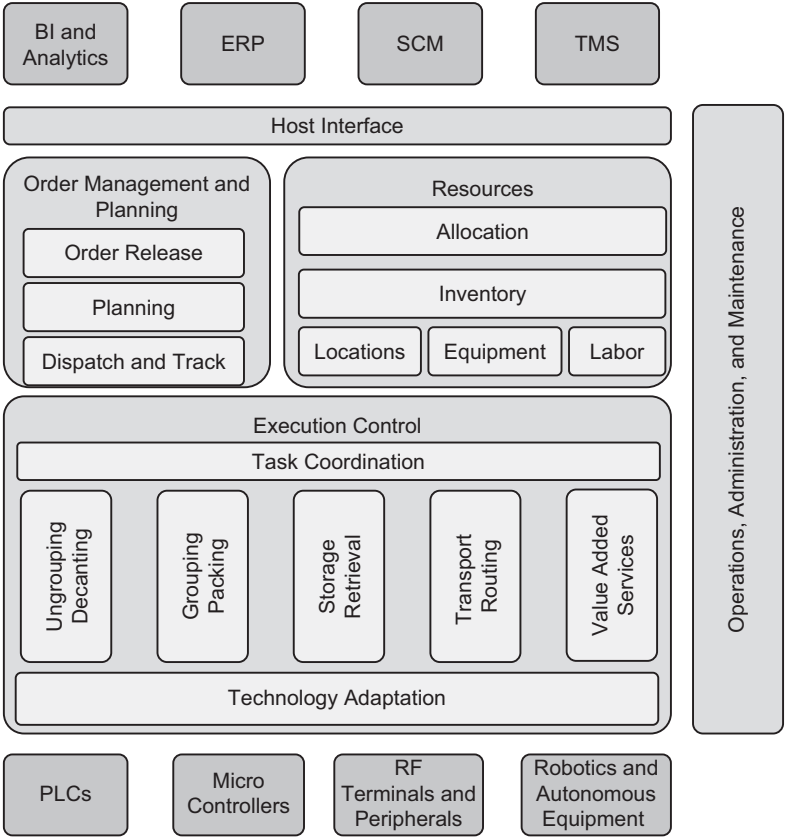 BI and
Analytics
ERP
SCM
TMS
Host Interface
Order Management and
Planning
Order Release
Planning
Dispatch and Track
Resources
Allocation
Inventory
Locations
Equipment
Labor
Execution Control
Task Coordination
Ungrouping
Decanting
Grouping
Packing
Storage
Retrieval
Transport
Routing
Value Added
Services
Technology Adaptation
Operations, Administration, and Maintenance
PLCs
Micro
Controllers
RF
Terminals and
Peripherals
Robotics and
Autonomous
Equipment